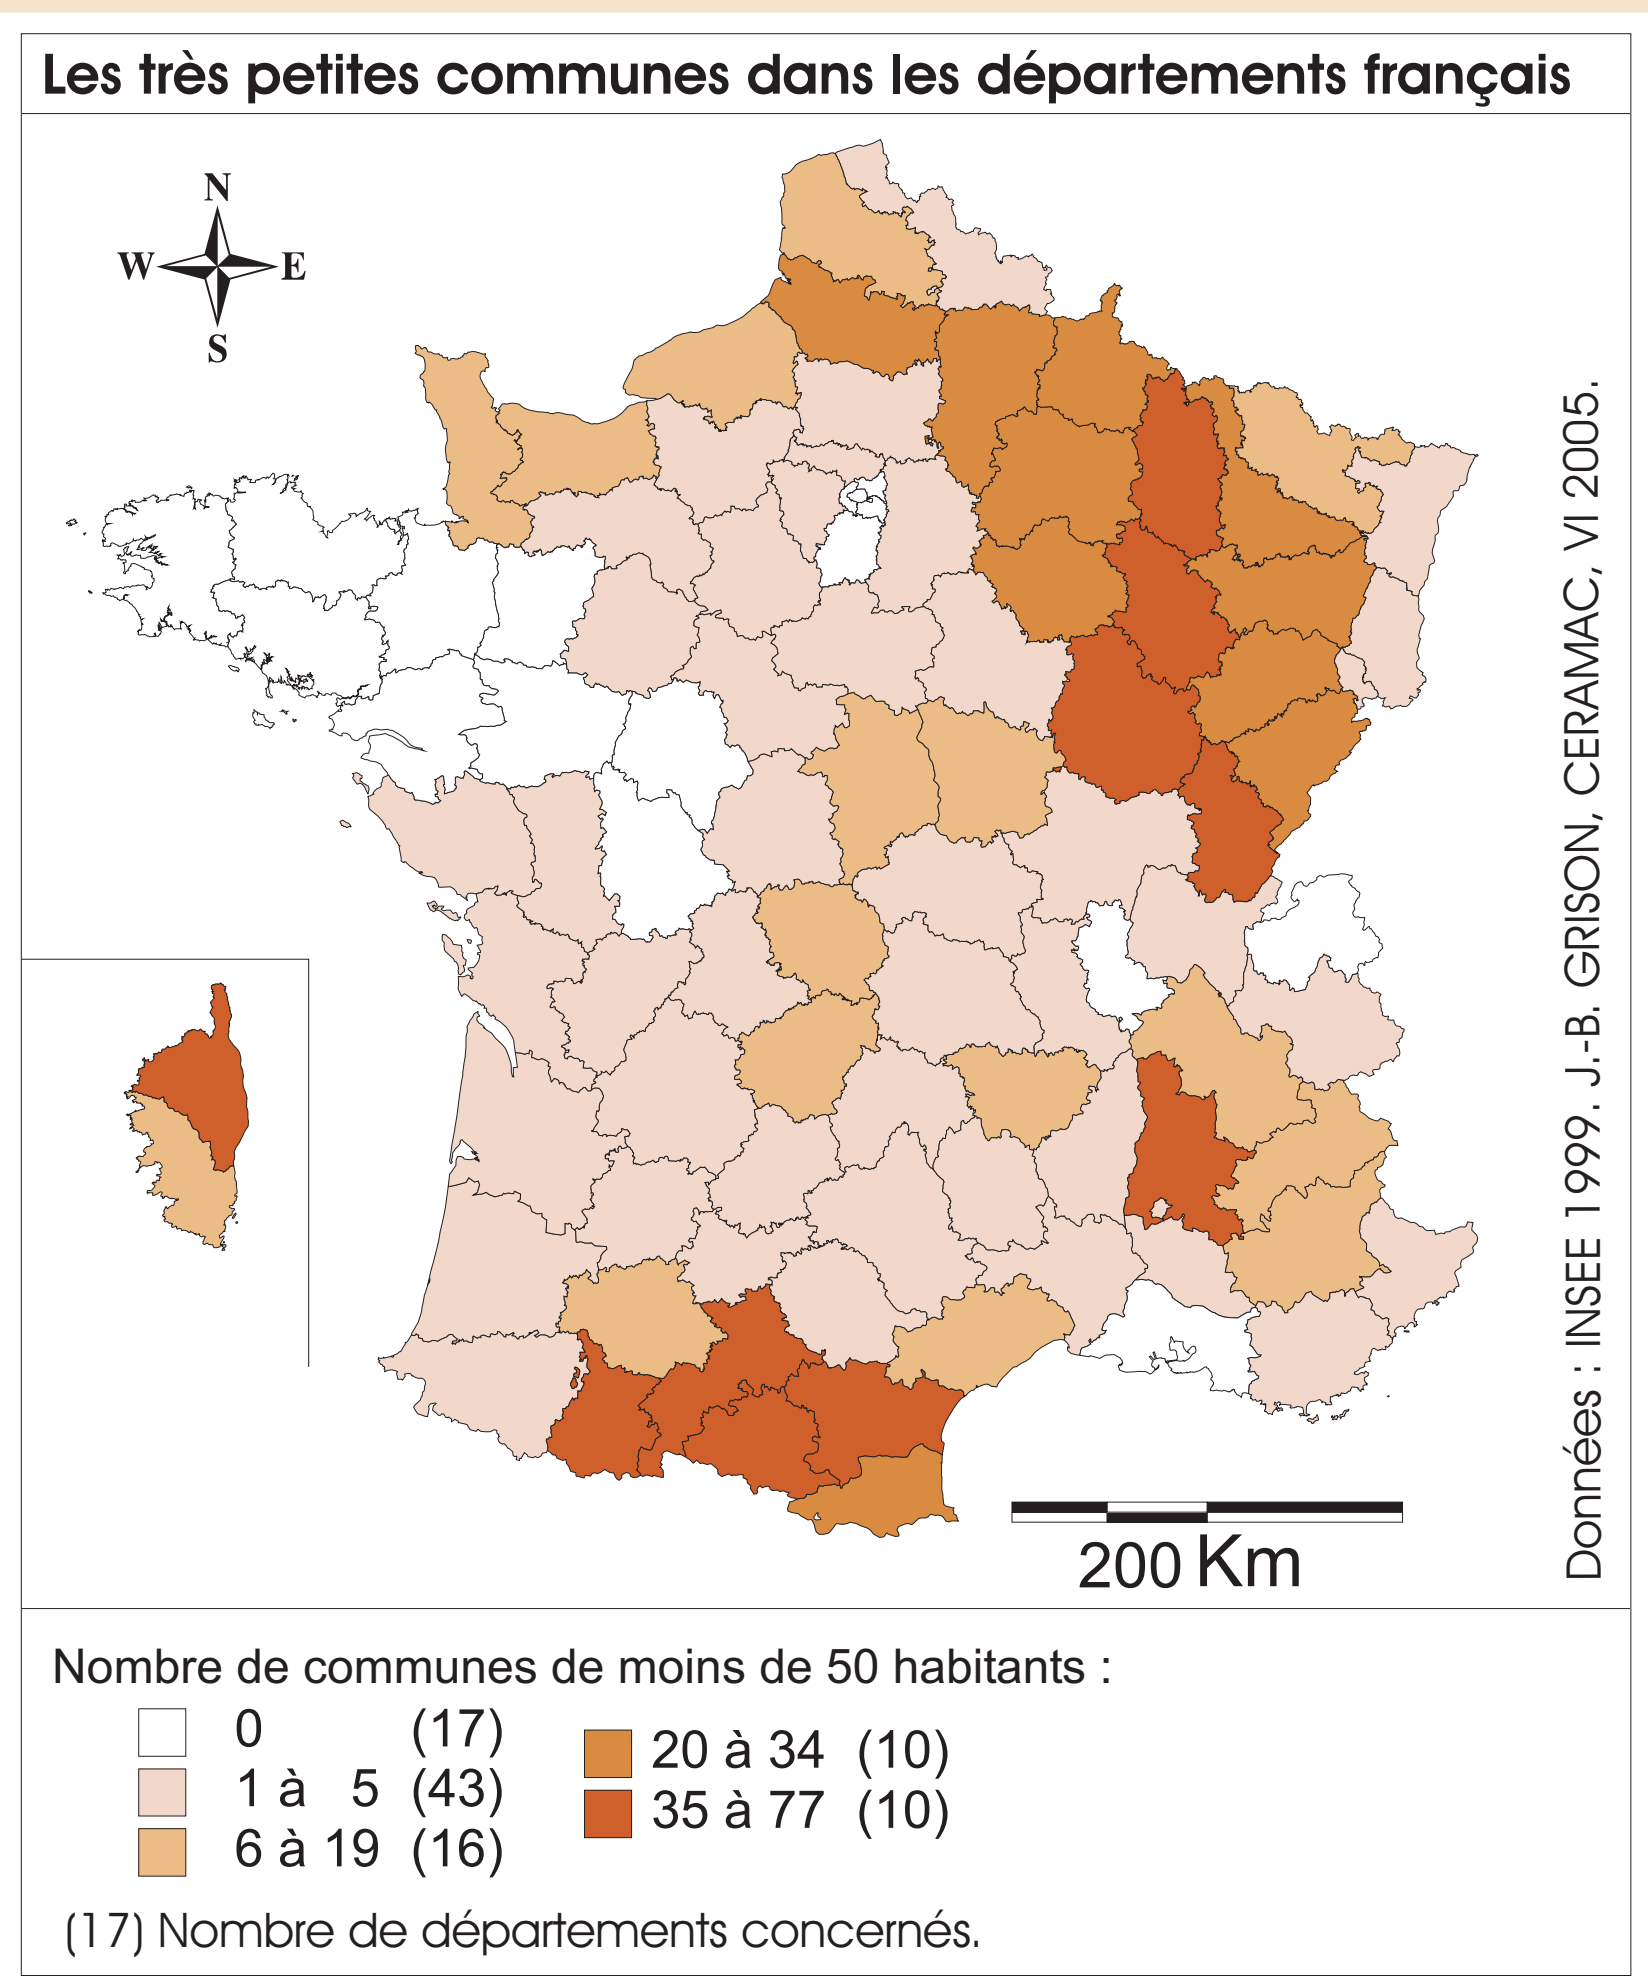 Les très petites communes dans les départements français
N
W E
S
Données : INSEE 1999. J.-B. GRISON, CERAMAC, VI 2005.
200 Km
Nombre de communes de moins de 50 habitants :
0 (17)
1 à 5 (43)
6 à 19 (16)
20 à 34 (10)
35 à 77 (10)
(17) Nombre de départements concernés.